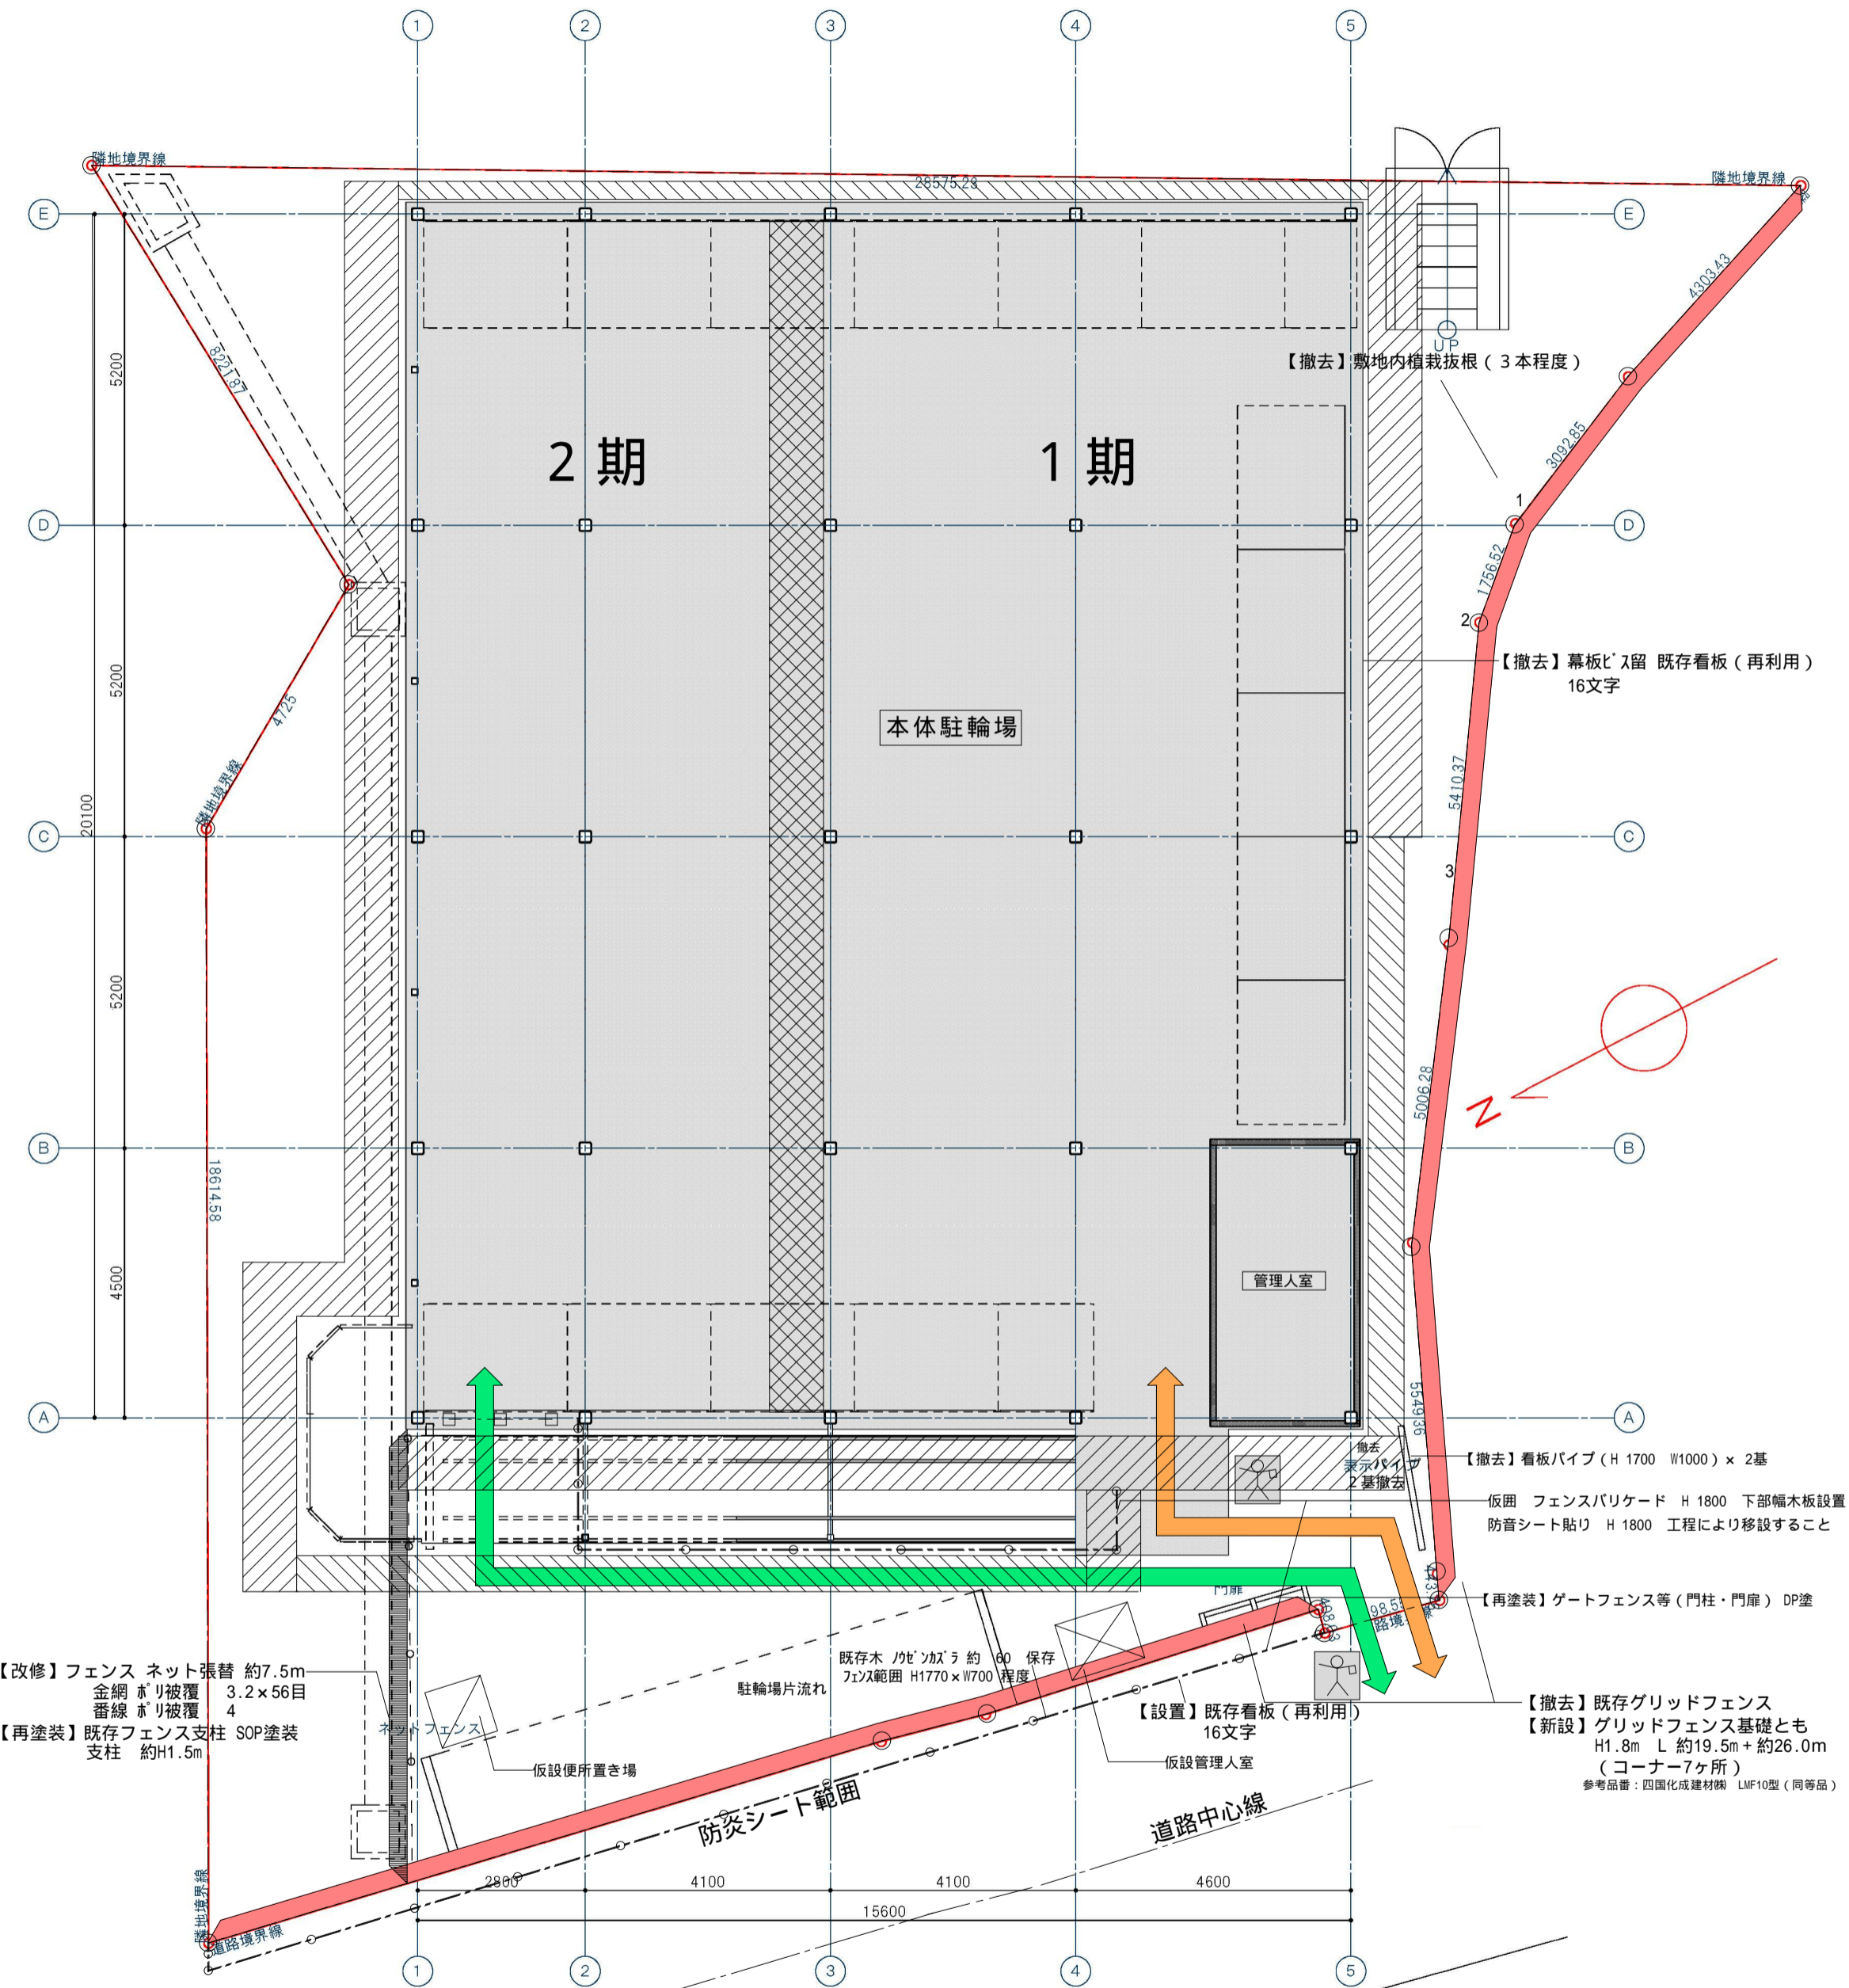 1
2
3
4
5
隣地境界線
28575.23
隣地境界線
E
E
4303.43
5200
8221.87
UP
【撤去】敷地内植栽抜根(3本程度)
2 期
1 期
3092.85
1
D
D
1756.52
2
【撤去】幕板ビス留 既存看板(再利用)
16文字
5200
4725
本体駐輪場
隣地境界線
20100
5410.37
C
C
3
5200
5006.28
N
B
B
18614.58
4500
管理人室
A
A
5549.36
撤去
表示パイプ
2基撤去
【撤去】看板パイプ(H 1700 W1000)× 2基
仮囲 フェンスバリケード H 1800 下部幅木板設置
防音シート貼り H 1800 工程により移設すること
門扉
【再塗装】ゲートフェンス等(門柱・門扉) DP塗
路境界線
【改修】フェンス ネット張替 約7.5m
金網 ポリ被覆 3.2×56目
番線 ポリ被覆 4
【再塗装】既存フェンス支柱 SOP塗装
支柱 約H1.5m
ネットフェンス
仮設便所置き場
駐輪場片流れ
既存木 ノウゼンカズラ 約 60 保存
フェンス範囲 H1770×W700 程度
【設置】既存看板(再利用)
16文字
仮設管理人室
【撤去】既存グリッドフェンス
【新設】グリッドフェンス基礎とも
H1.8m L 約19.5m+約26.0m
(コーナー7ヶ所)
参考品番:四国化成建材㈱ LMF10型(同等品)
防炎シート範囲
道路中心線
隣地境界線
道路境界線
2800
4100
4100
4600
15600
1
2
3
4
5